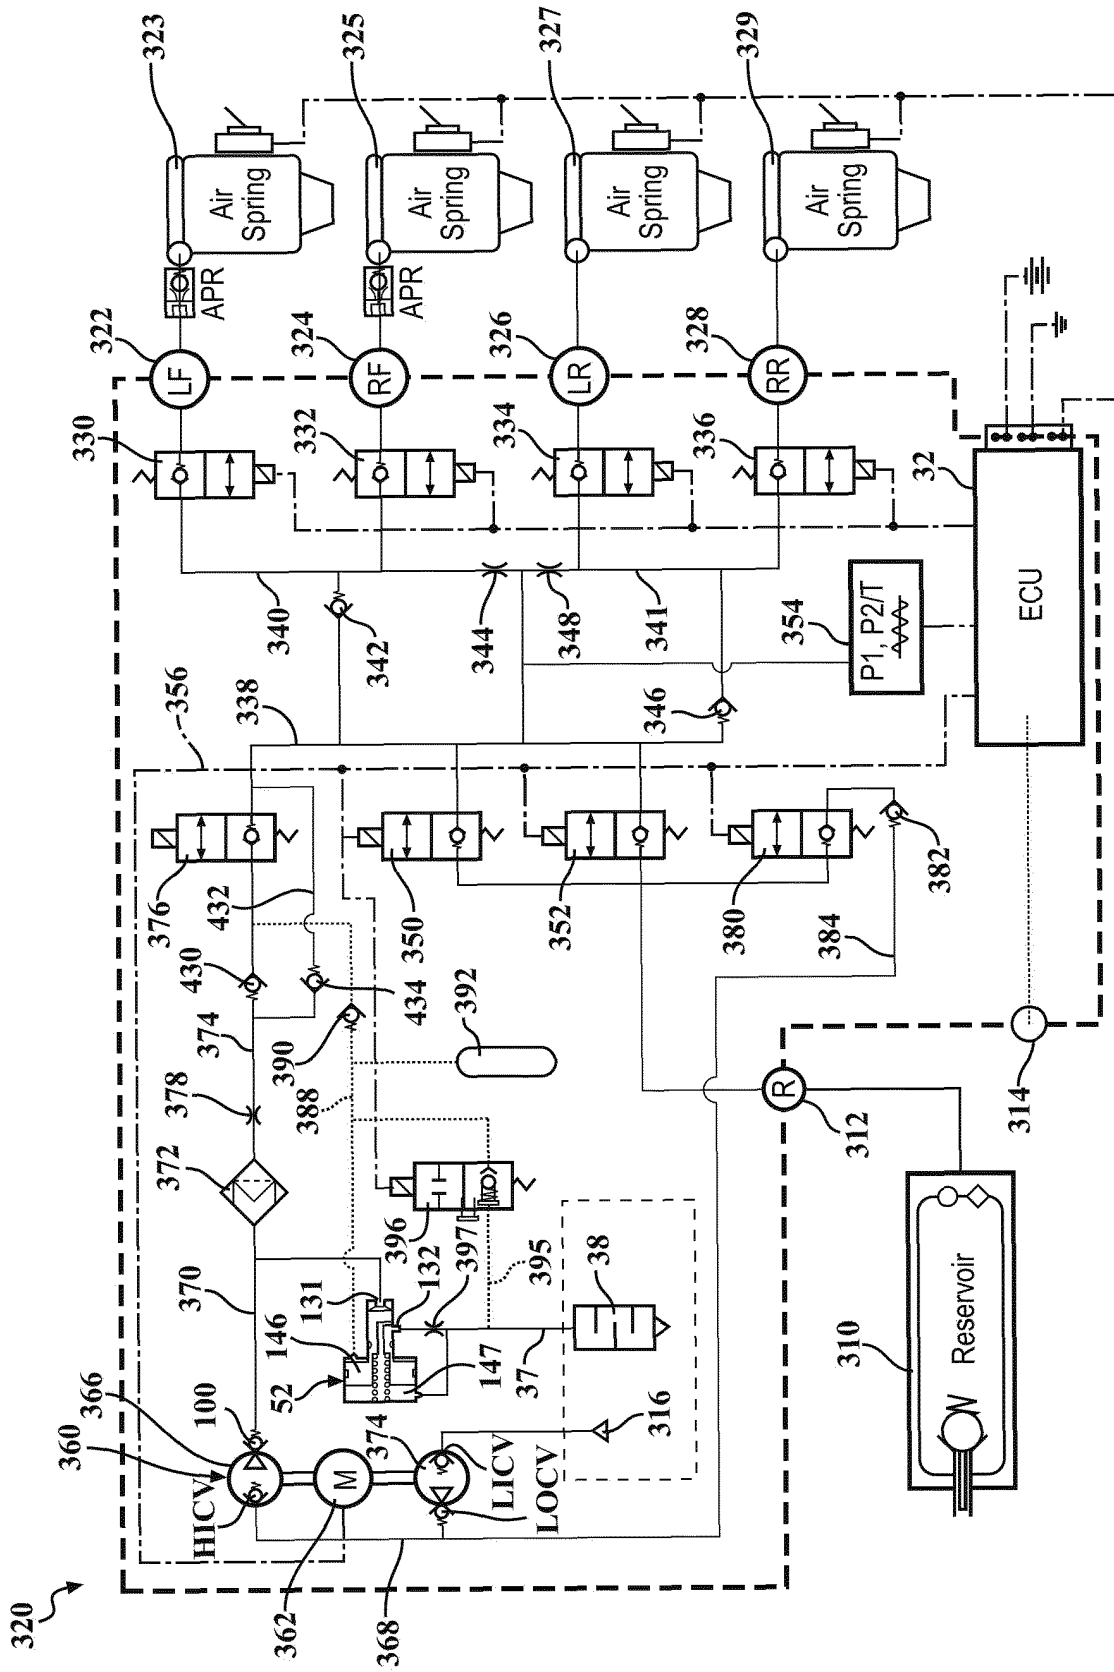 323
325
327
329
Air
Spring
Air
Spring
Air
Spring
Air
Spring
APR
APR
322
324
326
328
LF
RF
LR
RR
330
332
334
336
32
ECU
340
342
344
348
341
354
P1, P2/T
356
338
346
376
432
350
352
380
382
384
430
434
374
390
392
378
388
372
396
397
395
312
R
314
370
131
132
146
147
52
37
38
310
Reservoir
100
366
360
HICV
374
LICV
LOCV
316
M
362
368
320